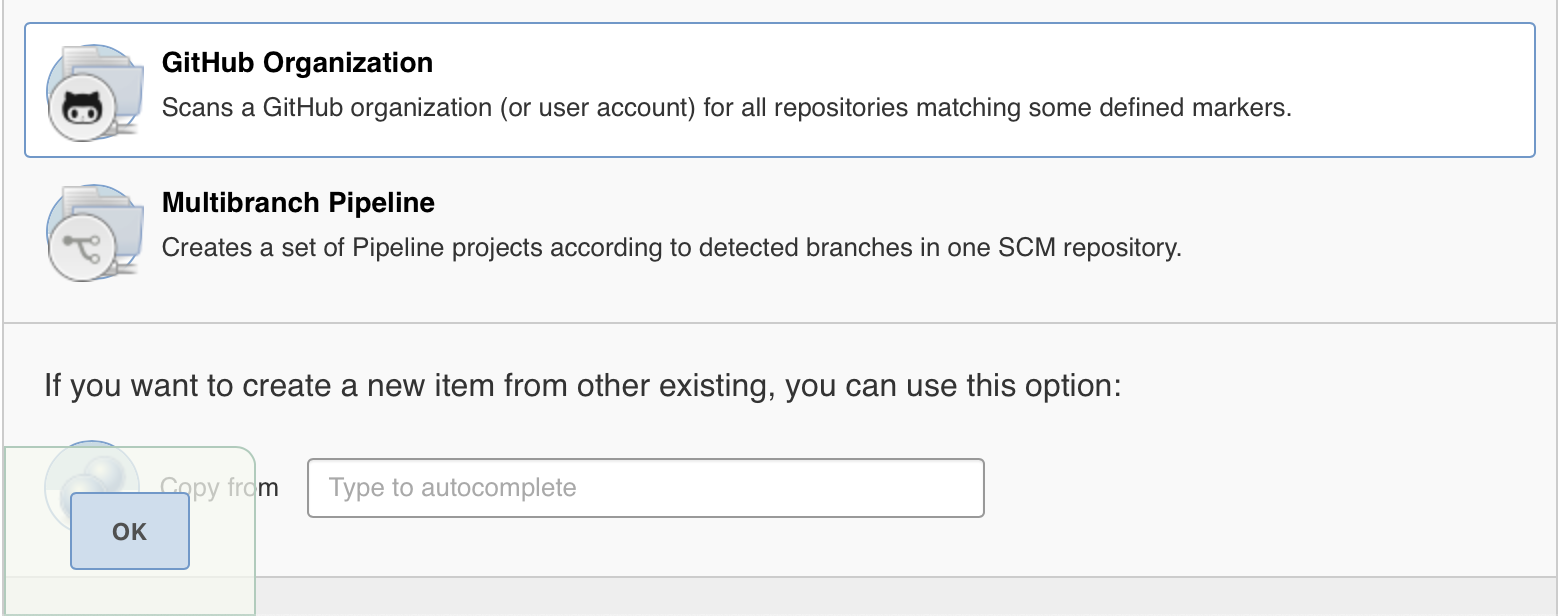 GitHub Organization
Scans a GitHub organization (or user account) for all repositories matching some defined markers.
Multibranch Pipeline
Creates a set of Pipeline projects according to detected branches in one SCM repository.
If you want to create a new item from other existing, you can use this option:
Copy from
Type to autocomplete
OK